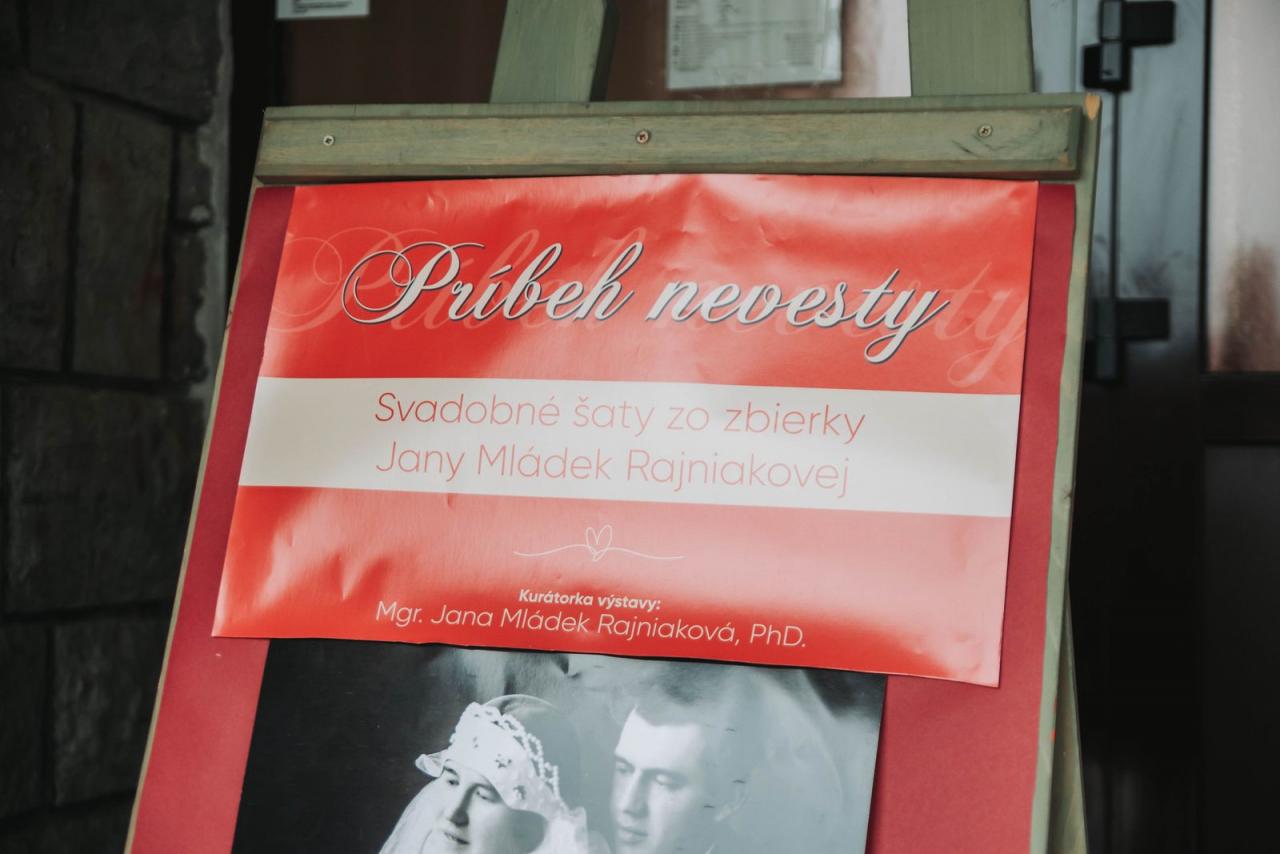 Príbeh nevesty
Svadobné šaty zo zbierky
Jany Mládek Rajniakovej
Kurátorka výstavy:
Mgr. Jana Mládek Rajniaková, PhD.